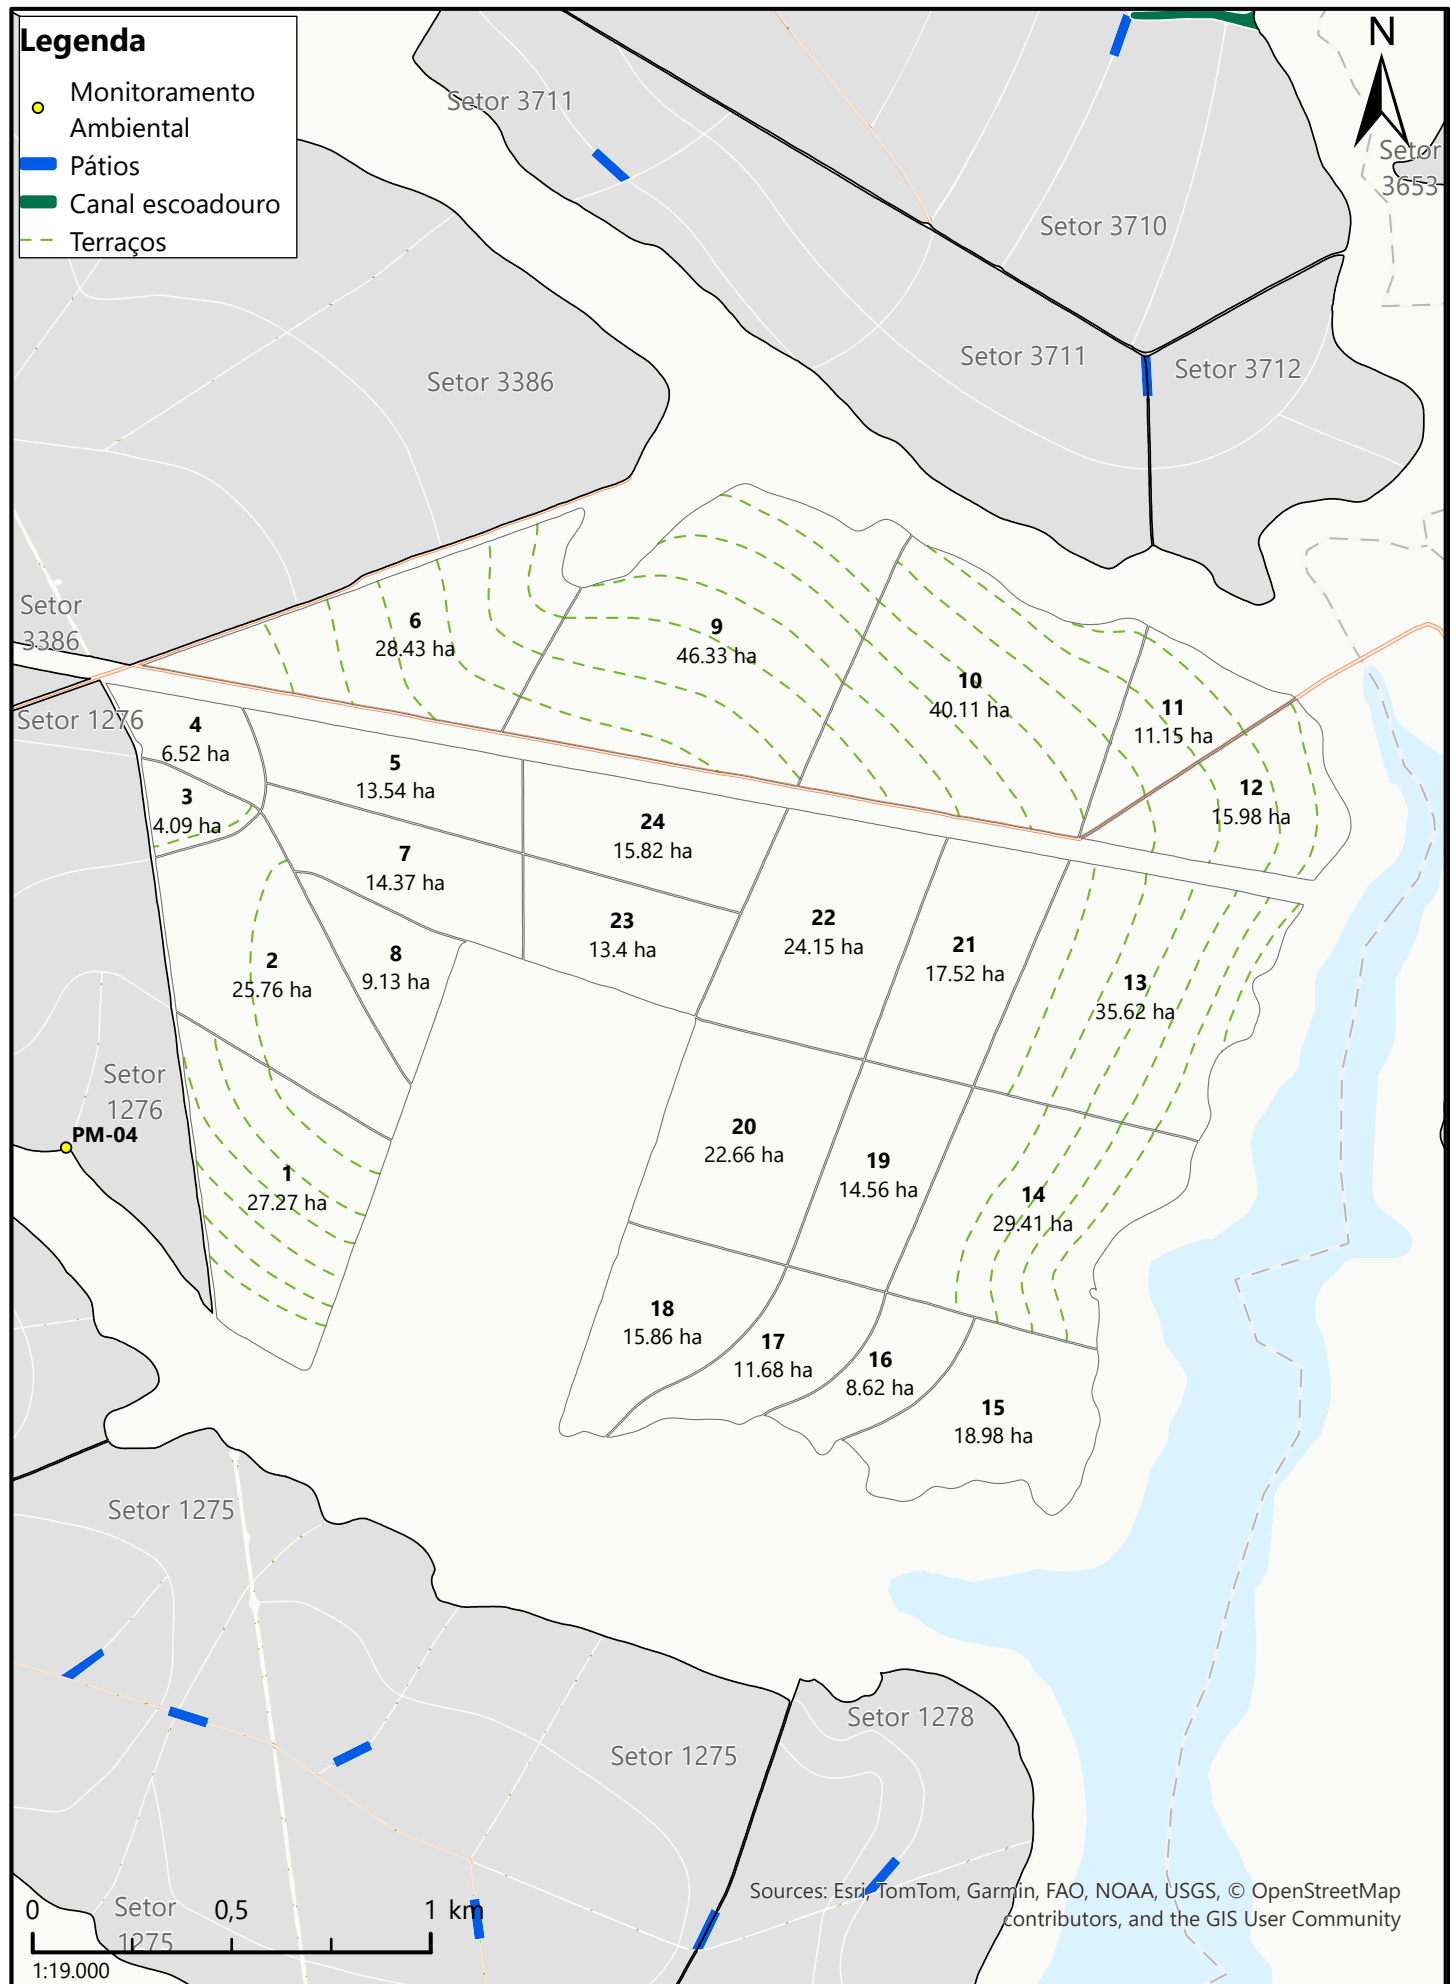 Legenda
Monitoramento
Ambiental
Pátios
Canal escoadouro
Terraços
N
Setor 3711
Setor
3653
Setor 3710
Setor 3711
Setor 3712
Setor 3386
Setor
3386
6
28.43 ha
9
46.33 ha
10
40.11 ha
11
11.15 ha
12
15.98 ha
Setor 1276
4
6.52 ha
5
13.54 ha
3
4.09 ha
24
15.82 ha
7
14.37 ha
23
13.4 ha
22
24.15 ha
21
17.52 ha
13
35.62 ha
2
25.76 ha
8
9.13 ha
Setor
1276
PM-04
1
27.27 ha
20
22.66 ha
19
14.56 ha
14
29.41 ha
18
15.86 ha
17
11.68 ha
16
8.62 ha
15
18.98 ha
Setor 1275
Setor 1278
Setor 1275
Setor
1275
0 0,5 1 km
1:19.000
Sources: Esri, TomTom, Garmin, FAO, NOAA, USGS, © OpenStreetMap
contributors, and the GIS User Community